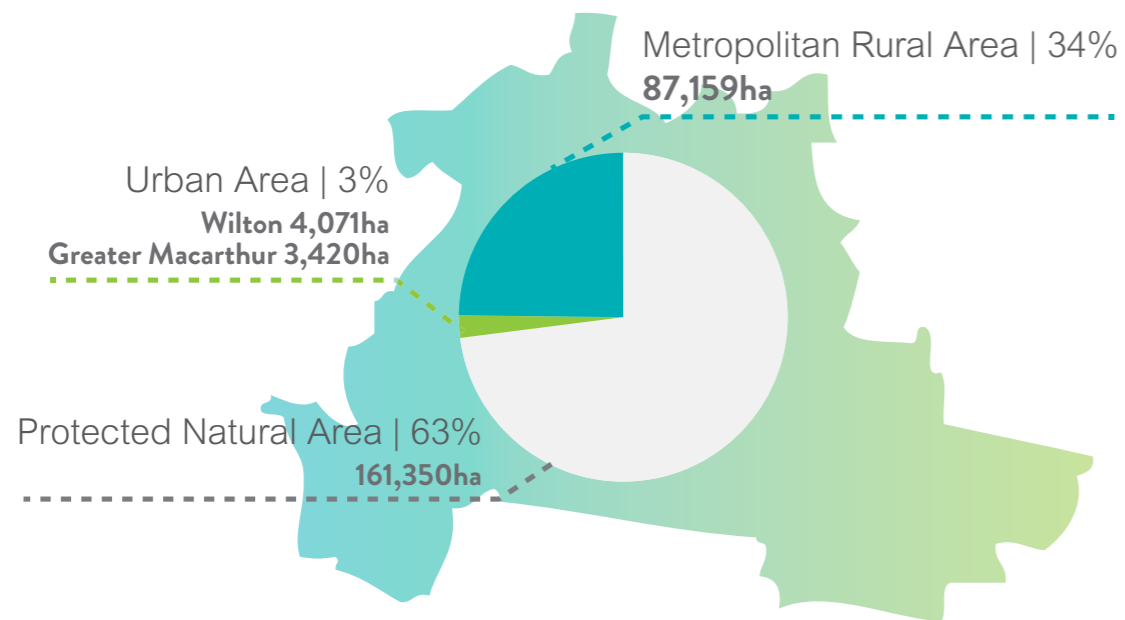 Metropolitan Rural Area | 34%
87,159ha
Urban Area | 3%
Wilton 4,071ha
Greater Macarthur 3,420ha
Protected Natural Area | 63%
161,350ha